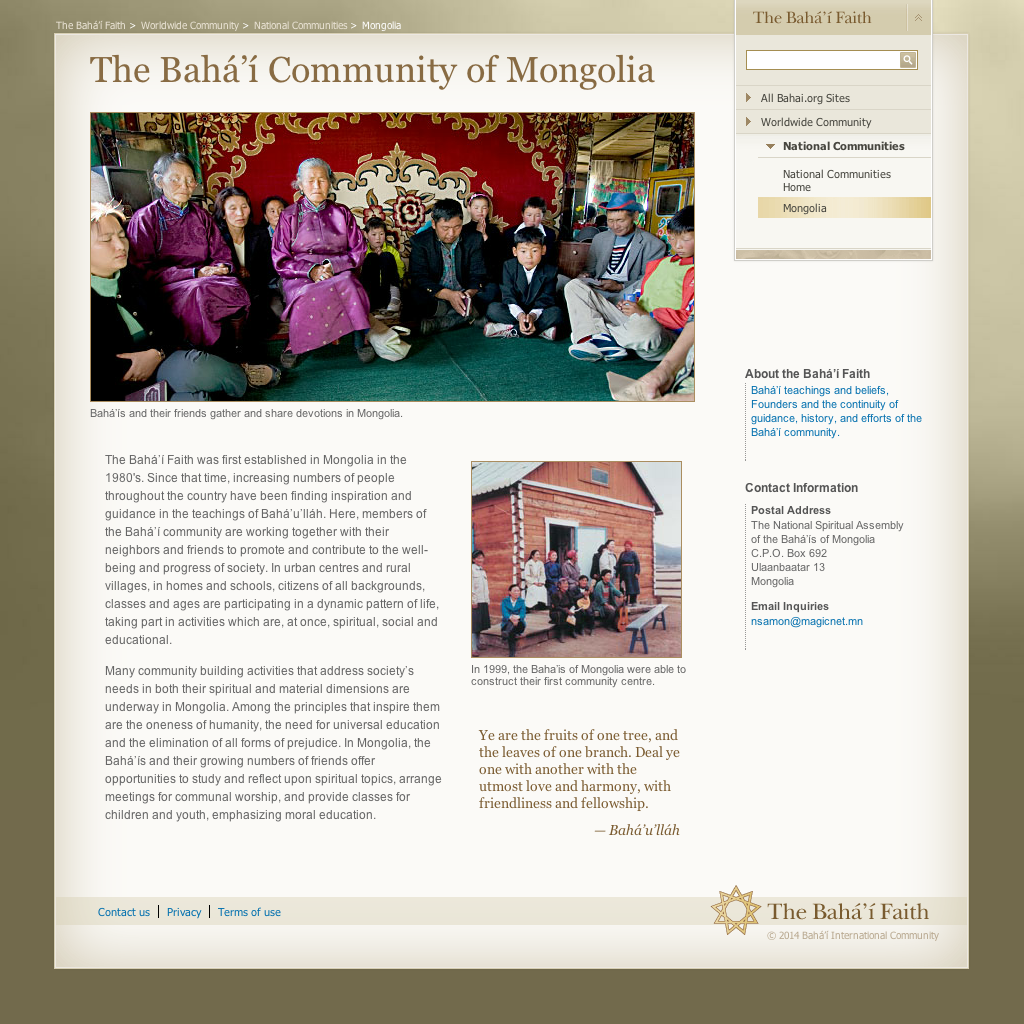 The Bahá'í Faith > Worldwide Community > National Communities > Mongolia
The Bahá’í Faith
The Bahá’í Community of Mongolia
All Bahai.org Sites
Worldwide Community
National Communities
National Communities
Home
Mongolia
Bahá’ís and their friends gather and share devotions in Mongolia.
The Bahá’í Faith was first established in Mongolia in the
1980's. Since that time, increasing numbers of people
throughout the country have been finding inspiration and
guidance in the teachings of Bahá’u’lláh. Here, members of
the Bahá’í community are working together with their
neighbors and friends to promote and contribute to the well-
being and progress of society. In urban centres and rural
villages, in homes and schools, citizens of all backgrounds,
classes and ages are participating in a dynamic pattern of life,
taking part in activities which are, at once, spiritual, social and
educational.
Many community building activities that address society’s
needs in both their spiritual and material dimensions are
underway in Mongolia. Among the principles that inspire them
are the oneness of humanity, the need for universal education
and the elimination of all forms of prejudice. In Mongolia, the
Bahá’ís and their growing numbers of friends offer
opportunities to study and reflect upon spiritual topics, arrange
meetings for communal worship, and provide classes for
children and youth, emphasizing moral education.
In 1999, the Baha’is of Mongolia were able to
construct their first community centre.
Ye are the fruits of one tree, and
the leaves of one branch. Deal ye
one with another with the
utmost love and harmony, with
friendliness and fellowship.
— Bahá’u’lláh
About the Bahá’í Faith
Bahá’í teachings and beliefs,
Founders and the continuity of
guidance, history, and efforts of the
Bahá’í community.
Contact Information
Postal Address
The National Spiritual Assembly
of the Bahá’ís of Mongolia
C.P.O. Box 692
Ulaanbaatar 13
Mongolia
Email Inquiries
nsamon@magicnet.mn
Contact us | Privacy | Terms of use
The Bahá’í Faith
© 2014 Bahá'í International Community